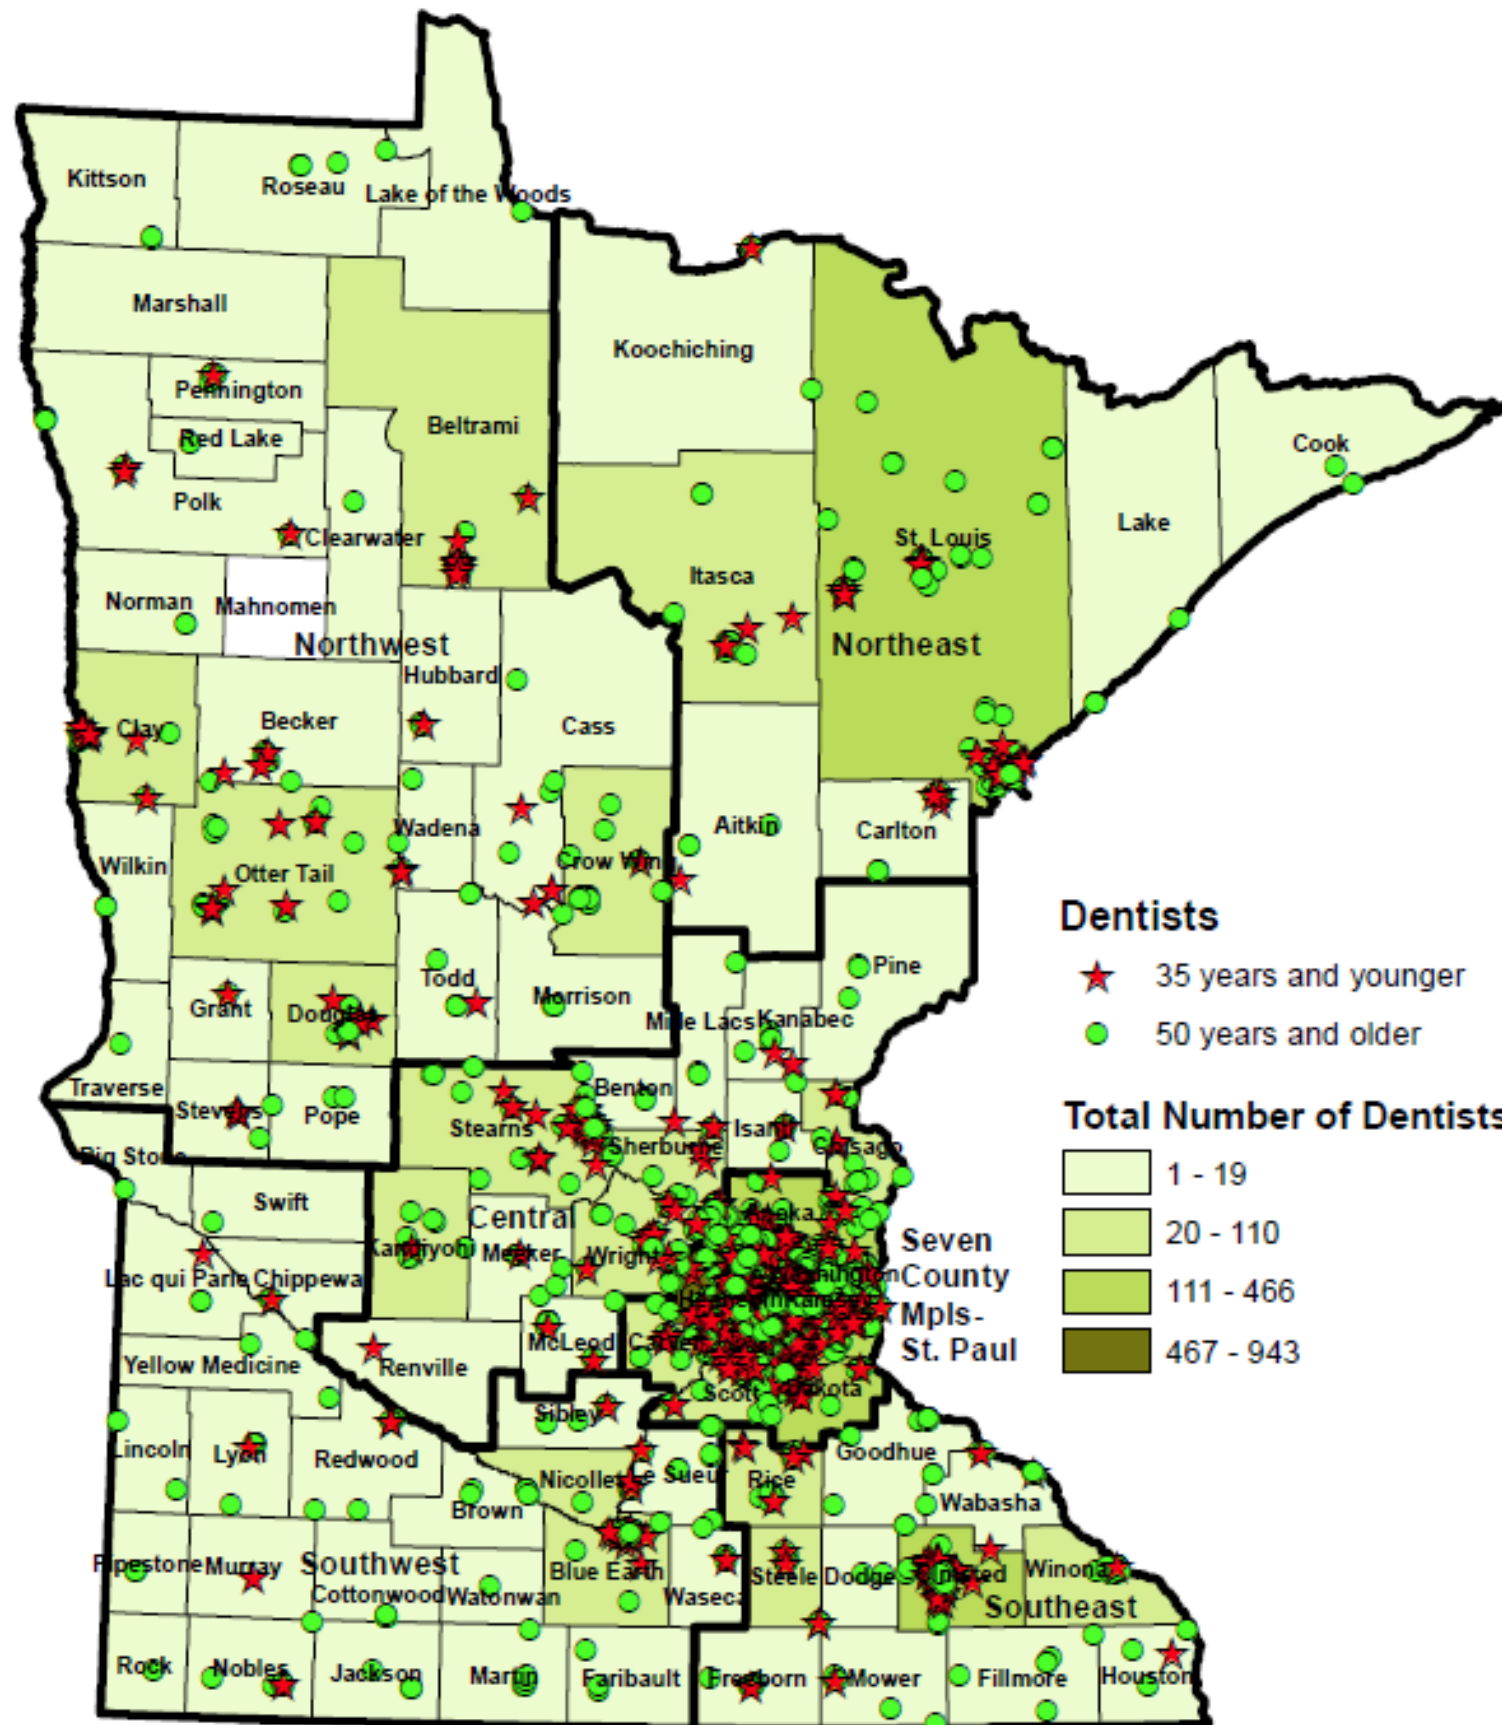 Kittson
Roseau
Lake of the Woods
Marshall
Koochiching
Pennington
Beltrami
Red Lake
Cook
Polk
Lake
Clearwater
St. Louis
Itasca
Norman
Mahnomen
Northwest
Northeast
Hubbard
Becker
Clay
Cass
Aitkin
Wadena
Carlton
Crow Wing
Wilkin
Otter Tail
Dentists
Pine
35 years and younger
Todd
Morrison
Grant
Douglas
Mille Lacs
Kanabec
50 years and older
Traverse
Benton
Stevens
Pope
Total Number of Dentists
Stearns
Isanti
Sherburne
Chisago
Big Stone
1 - 19
Swift
Central
Anoka
20 - 110
Kandiyohi
Meeker
Wright
Seven
County
Mpls-
St. Paul
Washington
Lac qui Parle
Chippewa
Hennepin
Ramsey
111 - 466
McLeod
Carver
467 - 943
Yellow Medicine
Renville
Scott
Dakota
Sibley
Lincoln
Lyon
Redwood
Goodhue
Nicollet
Le Sueur
Rice
Brown
Wabasha
Pipestone
Murray
Southwest
Cottonwood
Watonwan
Blue Earth
Waseca
Steele
Dodge
Olmsted
Winona
Southeast
Rock
Nobles
Jackson
Martin
Faribault
Freeborn
Mower
Fillmore
Houston